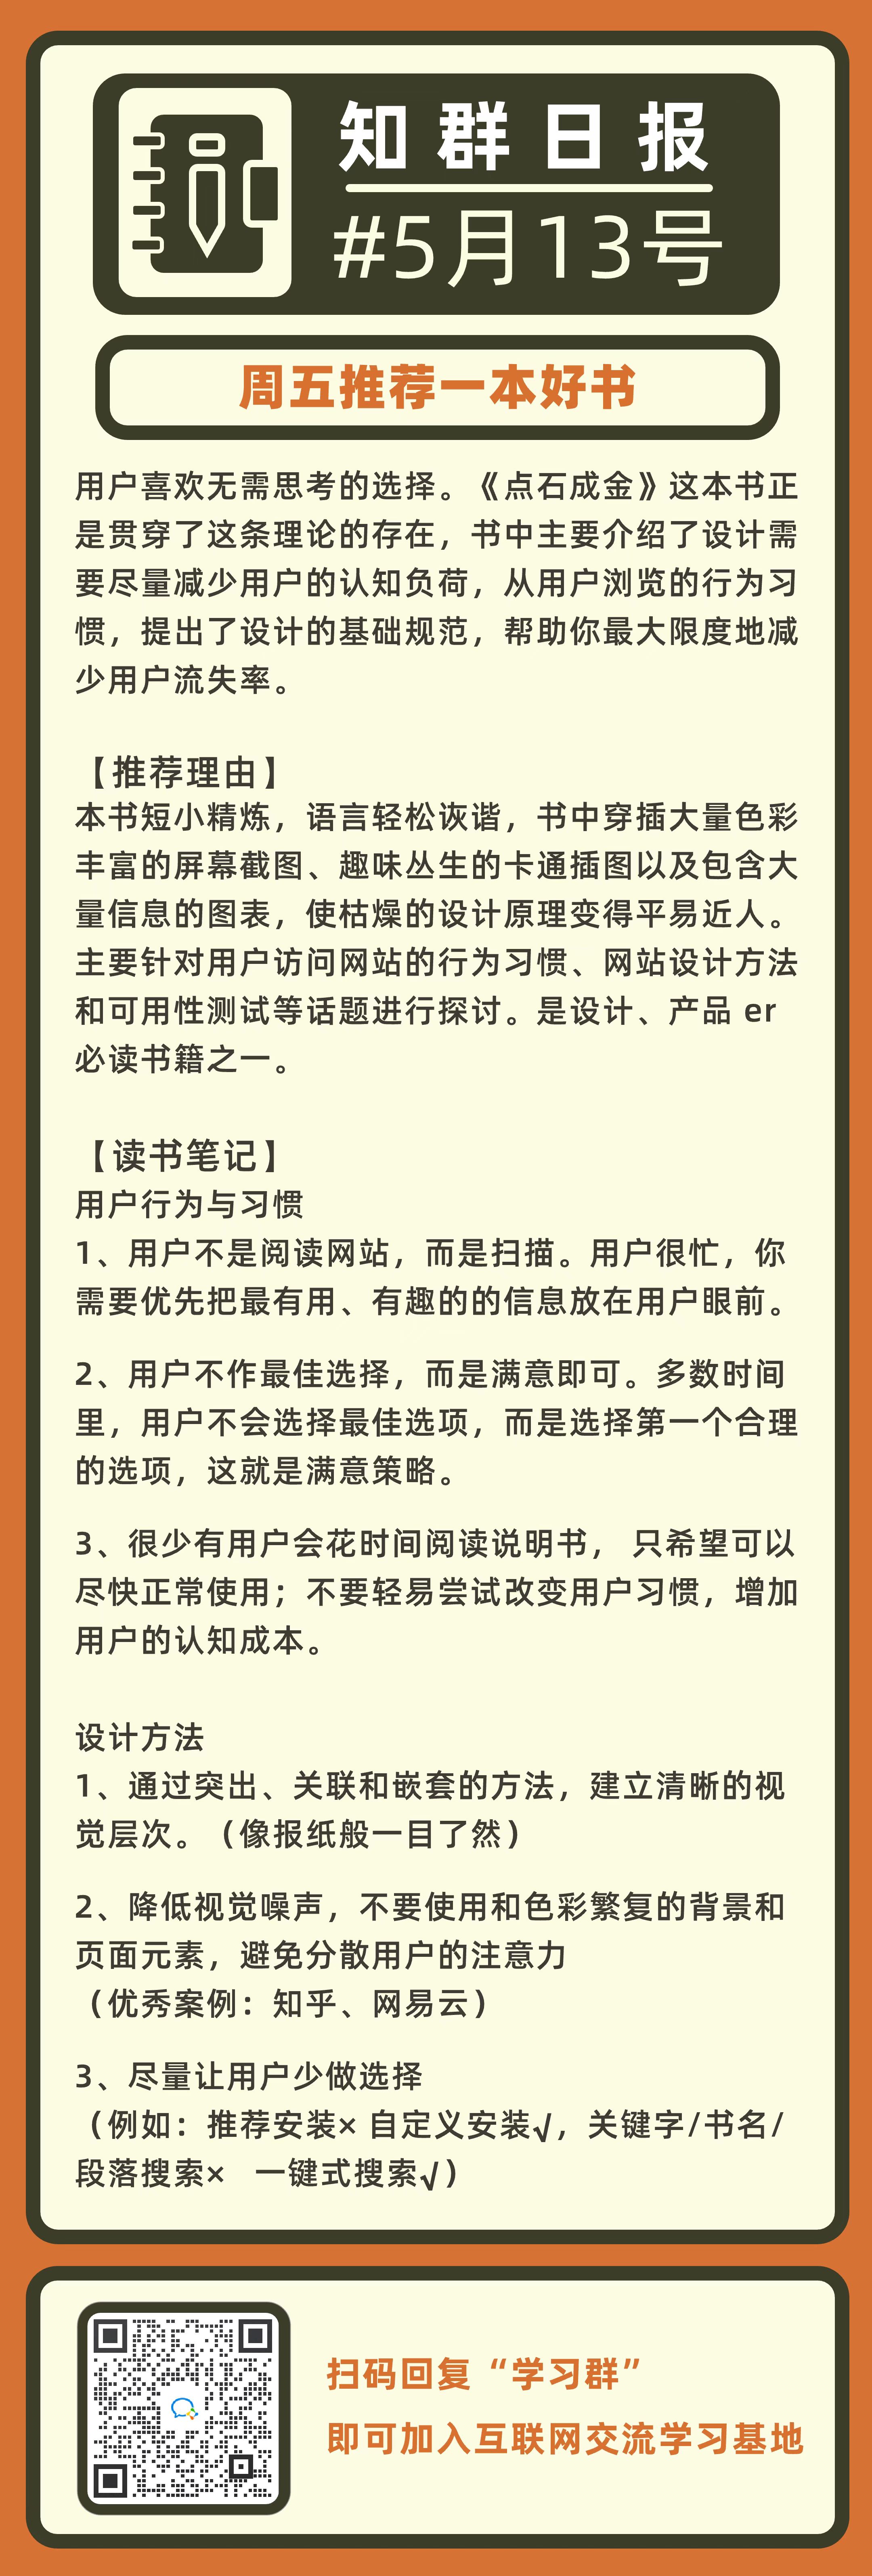 知群日报
#5月13号
周五推荐一本好书
用户喜欢无需思考的选择。《点石成金》这本书正
是贯穿了这条理论的存在，书中主要介绍了设计需
要尽量减少用户的认知负荷，从用户浏览的行为习
惯，提出了设计的基础规范，帮助你最大限度地减
少用户流失率。
【推荐理由】
本书短小精炼，语言轻松诙谐，书中穿插大量色彩
丰富的屏幕截图、趣味丛生的卡通插图以及包含大
量信息的图表，使枯燥的设计原理变得平易近人。
主要针对用户访问网站的行为习惯、网站设计方法
和可用性测试等话题进行探讨。是设计、产品 er
必读书籍之一。
【读书笔记】
用户行为与习惯
1、用户不是阅读网站，而是扫描。用户很忙，你
需要优先把最有用、有趣的的信息放在用户眼前。
2、用户不作最佳选择，而是满意即可。多数时间
里，用户不会选择最佳选项，而是选择第一个合理
的选项，这就是满意策略。
3、很少有用户会花时间阅读说明书， 只希望可以
尽快正常使用；不要轻易尝试改变用户习惯，增加
用户的认知成本。
设计方法
1、通过突出、关联和嵌套的方法，建立清晰的视
觉层次。（像报纸般一目了然）
2、降低视觉噪声，不要使用和色彩繁复的背景和
页面元素，避免分散用户的注意力
（优秀案例：知乎、网易云）
3、尽量让用户少做选择
（例如：推荐安装× 自定义安装√，关键字/书名/
段落搜索×  一键式搜索√）
扫码回复“学习群”
即可加入互联网交流学习基地